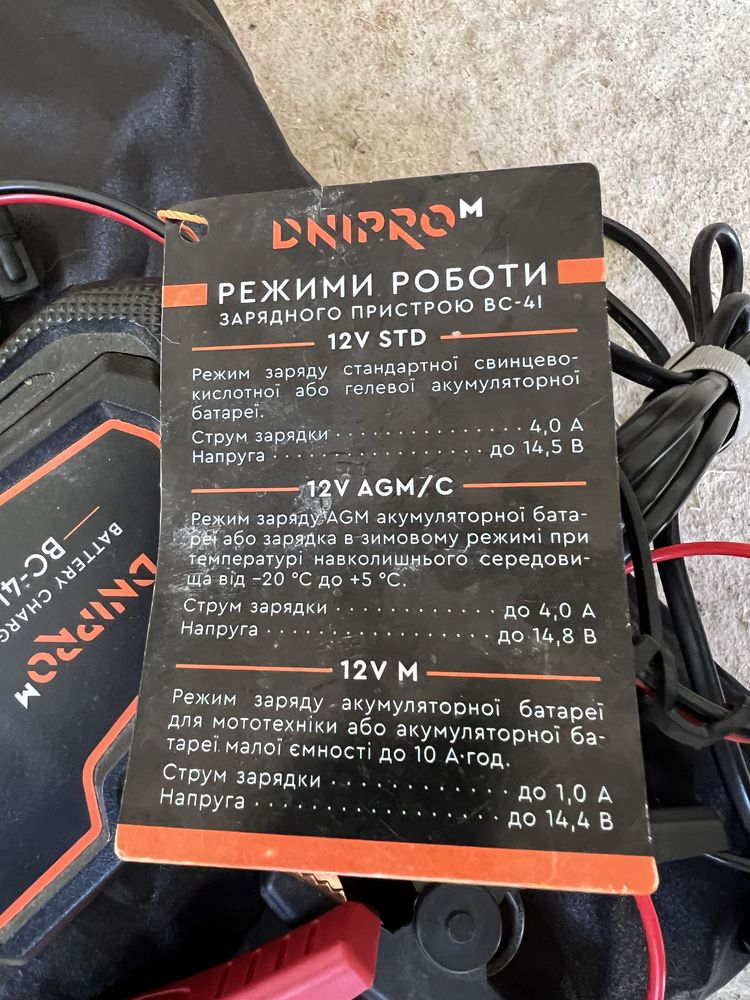 DNIPRO M
РЕЖИМИ РОБОТИ
ЗАРЯДНОГО ПРИСТРОЮ BC-41
12V STD
Режим заряду стандартної свинцево-
кислотної або гелевої акумуляторної
батареї.
Струм зарядки 4,0 А
Напруга до 14,5 В
12V AGM/C
Режим заряду AGM акумуляторної бата-
реї або зарядка в зимовому режимі при
температурі навколишнього середови-
ща від –20 °С до +5 °С.
Струм зарядки до 4,0 А
Напруга до 14,8 В
12V M
Режим заряду акумуляторної батареї
для мототехніки або акумуляторної ба-
тареї малої ємності до 10 А·год.
Струм зарядки до 1,0 А
Напруга до 14,4 В
DNIPRO M
BC-4
BATTERY